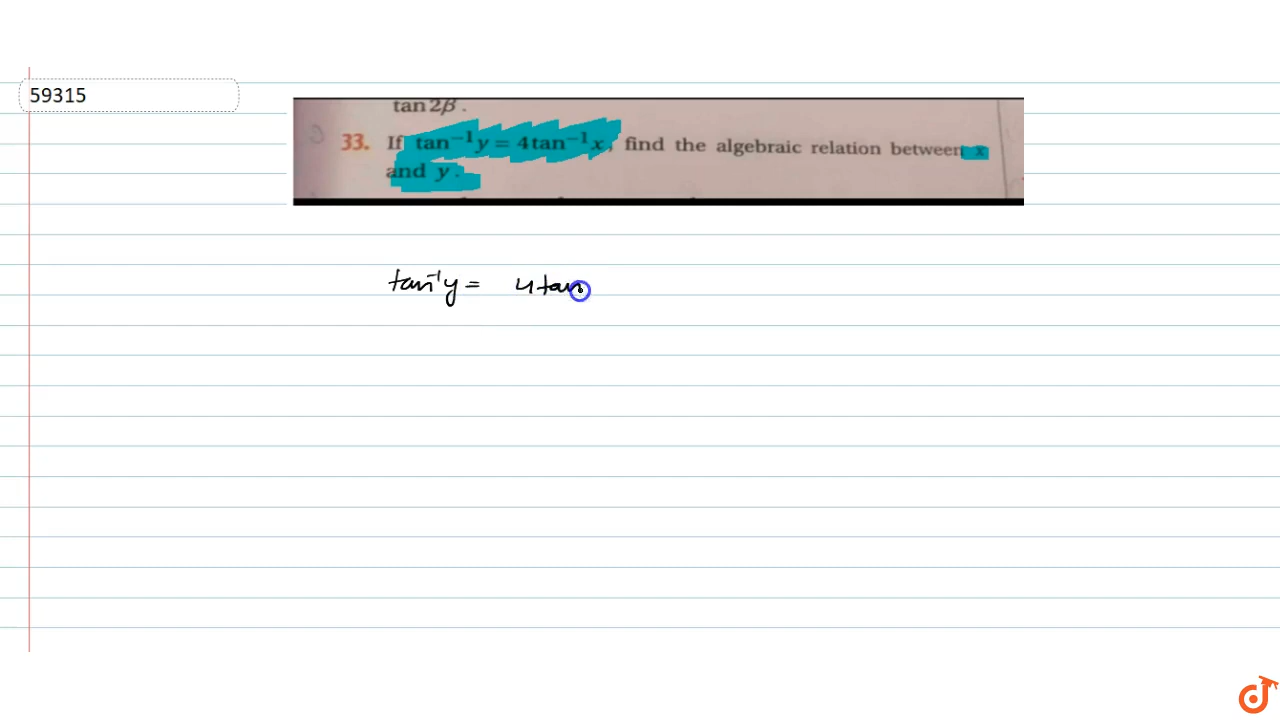 59315
tan 2β .
33. If tan⁻¹y = 4tan⁻¹x, find the algebraic relation between x
and y .
tan⁻¹y = 4tan